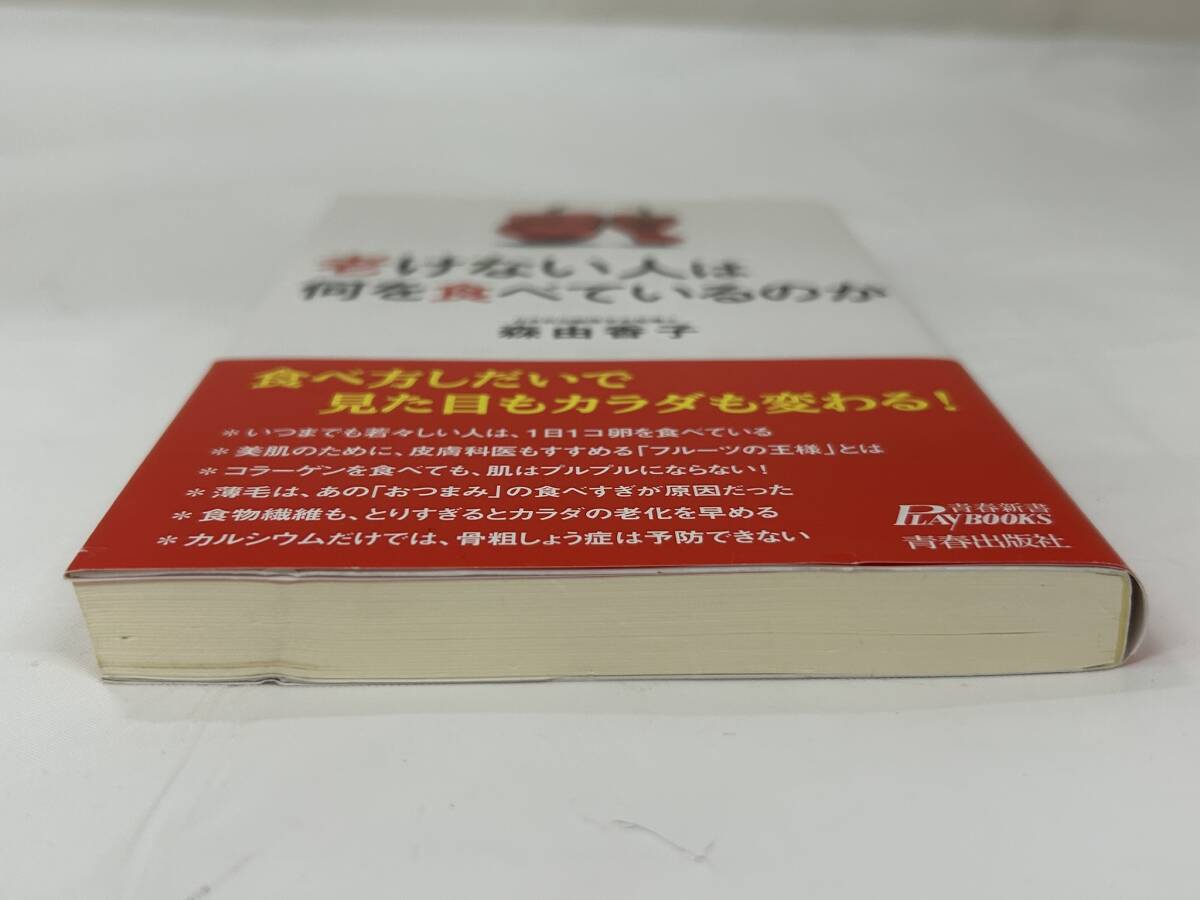 老けない人は
何を食べているのか
森由香子
食べ方しだいで
見た目もカラダも変わる!
*いつまでも若々しい人は、1日1コ卵を食べている
*美肌のために、皮膚科医もすすめる「フルーツの王様」とは
*コラーゲンを食べても、肌はプルプルにならない!
*薄毛は、あの「おつまみ」の食べすぎが原因だった
*食物繊維も、とりすぎるとカラダの老化を早める
*カルシウムだけでは、骨粗しょう症は予防できない
青春新書
PLAYBOOKS
青春出版社